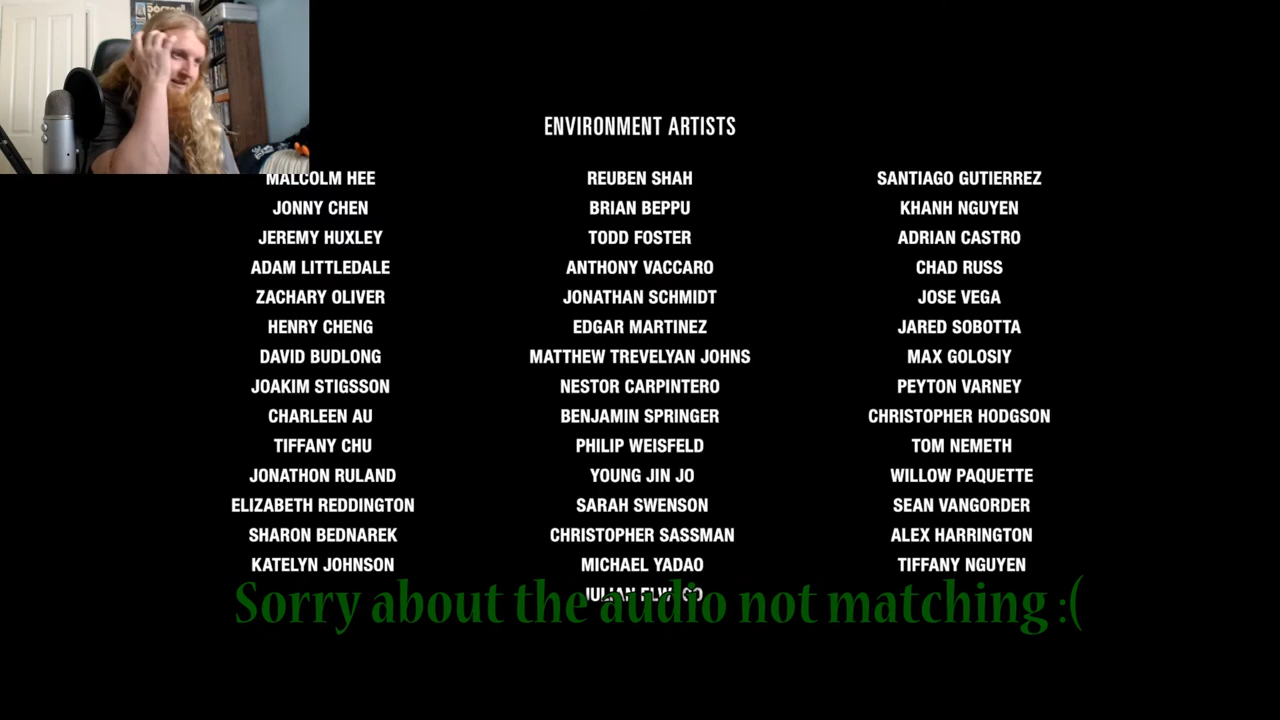 ENVIRONMENT ARTISTS
MALCOLM HEE REUBEN SHAH SANTIAGO GUTIERREZ
JONNY CHEN BRIAN BEPPU KHANH NGUYEN
JEREMY HUXLEY TODD FOSTER ADRIAN CASTRO
ADAM LITTLEDALE ANTHONY VACCARO CHAD RUSS
ZACHARY OLIVER JONATHAN SCHMIDT JOSE VEGA
HENRY CHENG EDGAR MARTINEZ JARED SOBOTTA
DAVID BUDLONG MATTHEW TREVELYAN JOHNS MAX GOLOSIY
JOAKIM STIGSSON NESTOR CARPINTERO PEYTON VARNEY
CHARLEEN AU BENJAMIN SPRINGER CHRISTOPHER HODGSON
TIFFANY CHU PHILIP WEISFELD TOM NEMETH
JONATHON RULAND YOUNG JIN JO WILLOW PAQUETTE
ELIZABETH REDDINGTON SARAH SWENSON SEAN VANGORDER
SHARON BEDNAREK CHRISTOPHER SASSMAN ALEX HARRINGTON
KATELYN JOHNSON MICHAEL YADAO TIFFANY NGUYEN
JULIAN
Sorry about the audio not matching :(